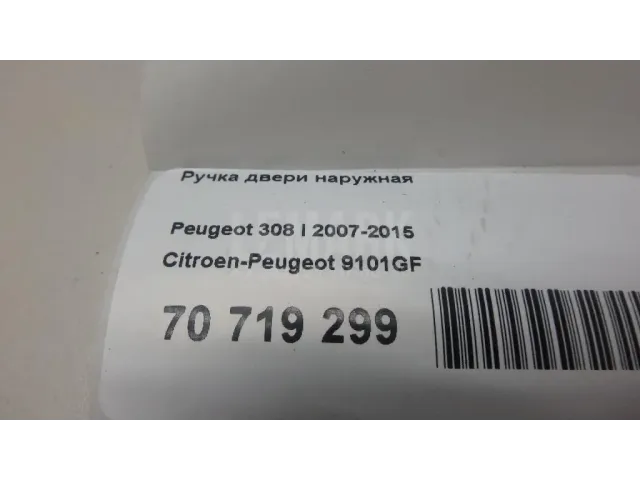 Ручка двери наружная
Peugeot 308 I 2007-2015
Citroen-Peugeot 9101GF
70 719 299